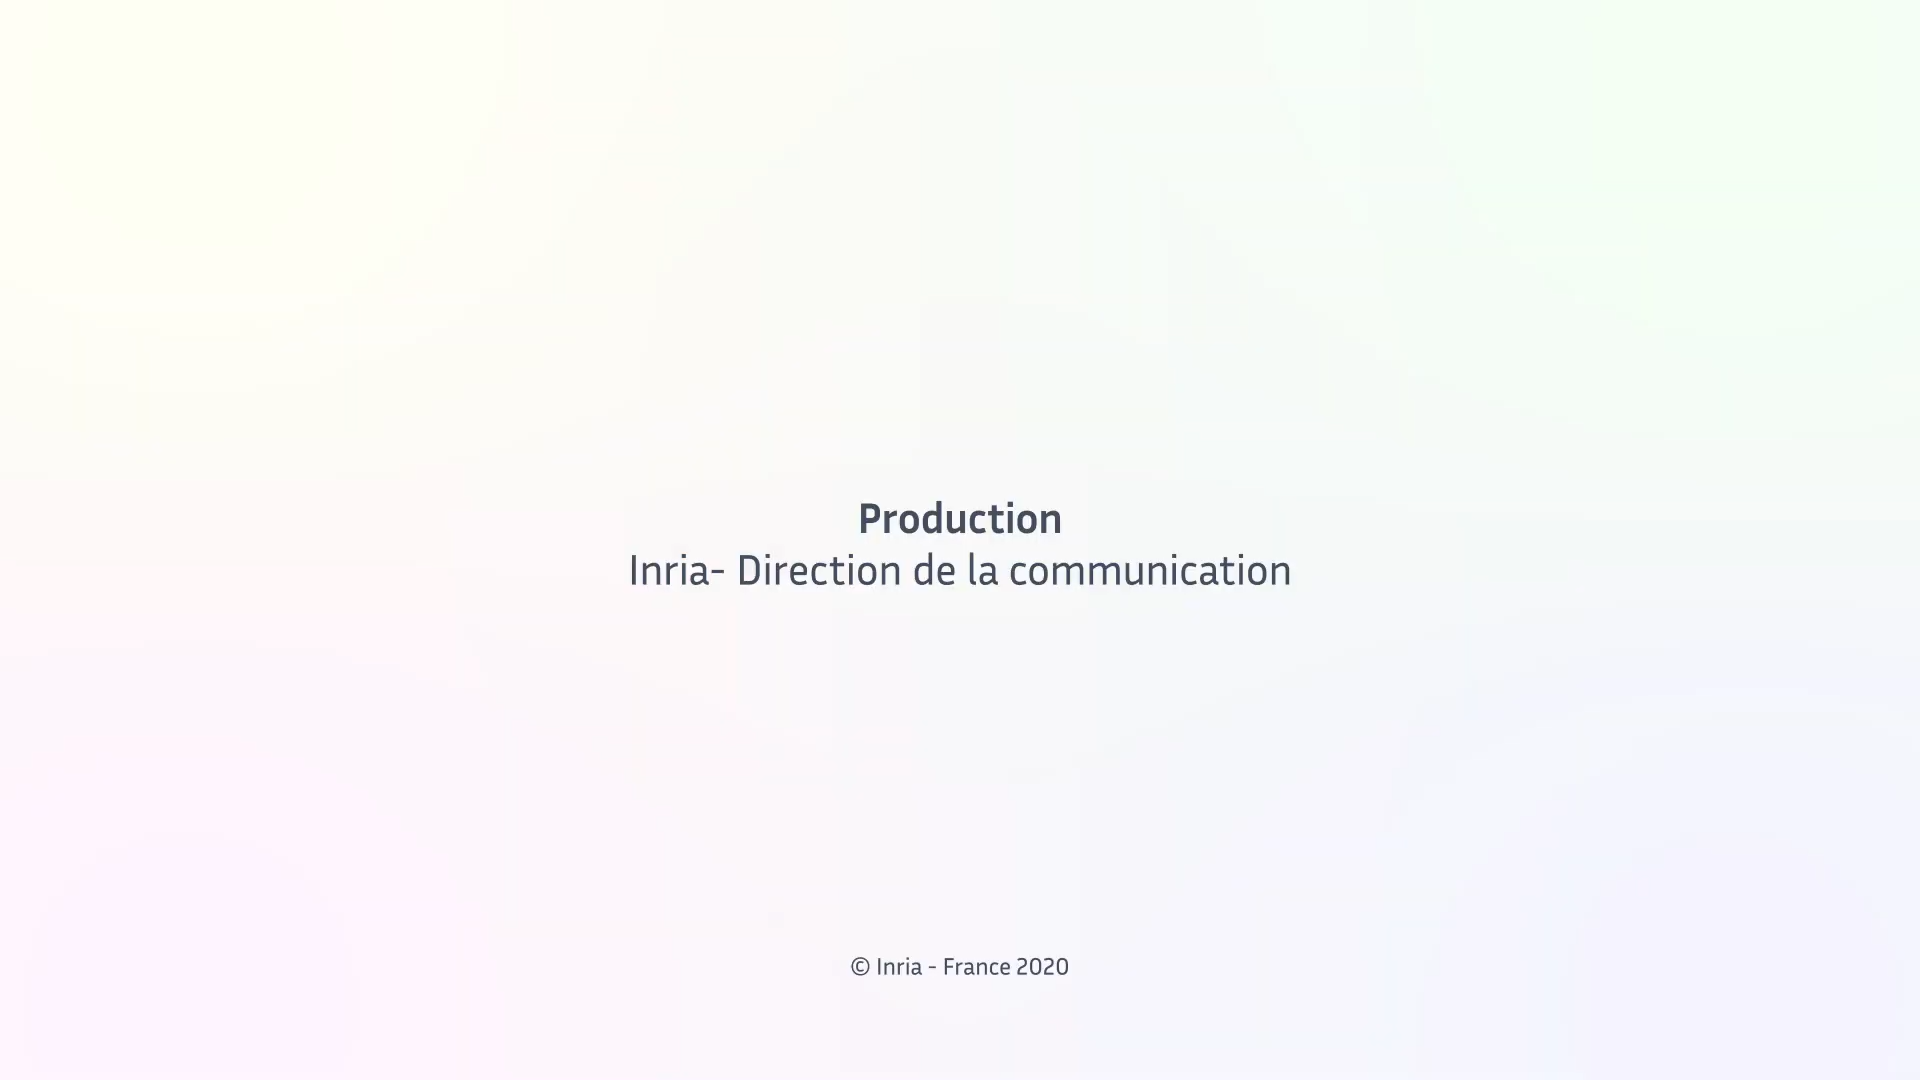 Production
Inria- Direction de la communication
© Inria - France 2020